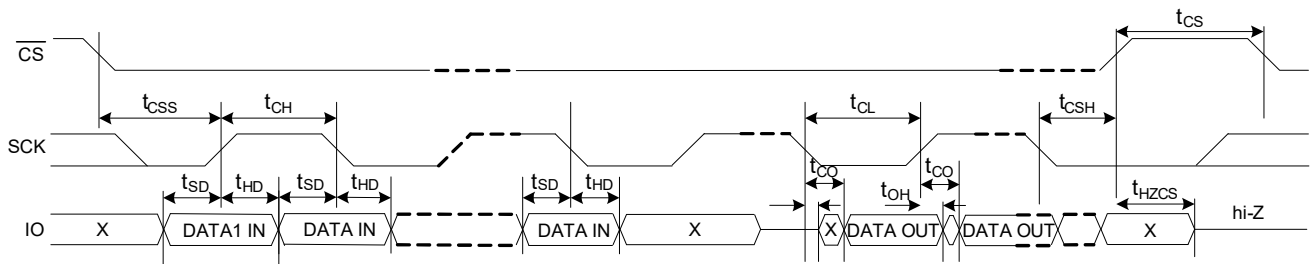 CS
tCS
tCSS
tCH
tCL
tCSH
SCK
tSD
tHD
tSD
tHD
tSD
tHD
tCO
tCO
tOH
tHZCS
IO
X
DATA1 IN
DATA IN
DATA IN
X
X
DATA OUT
DATA OUT
X
hi-Z